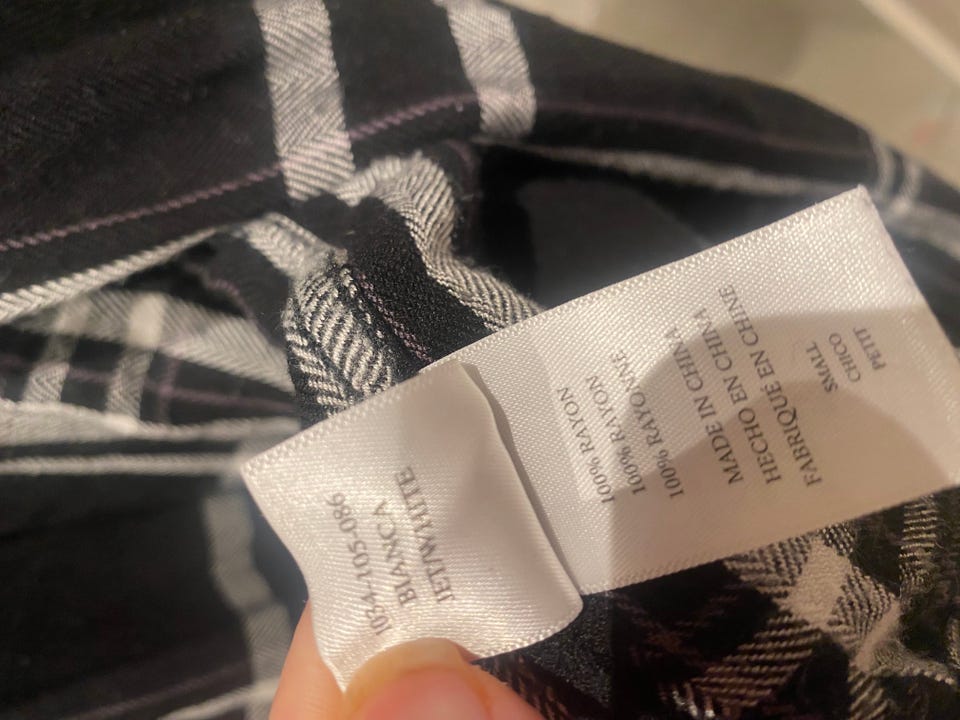 1034-105-086
BIANCA
JET/WHITE
100% RAYON
100% RAYON
100% RAYONNE
MADE IN CHINA
HECHO EN CHINA
FABRIQUÉ EN CHINE
SMALL
CHICO
PETIT